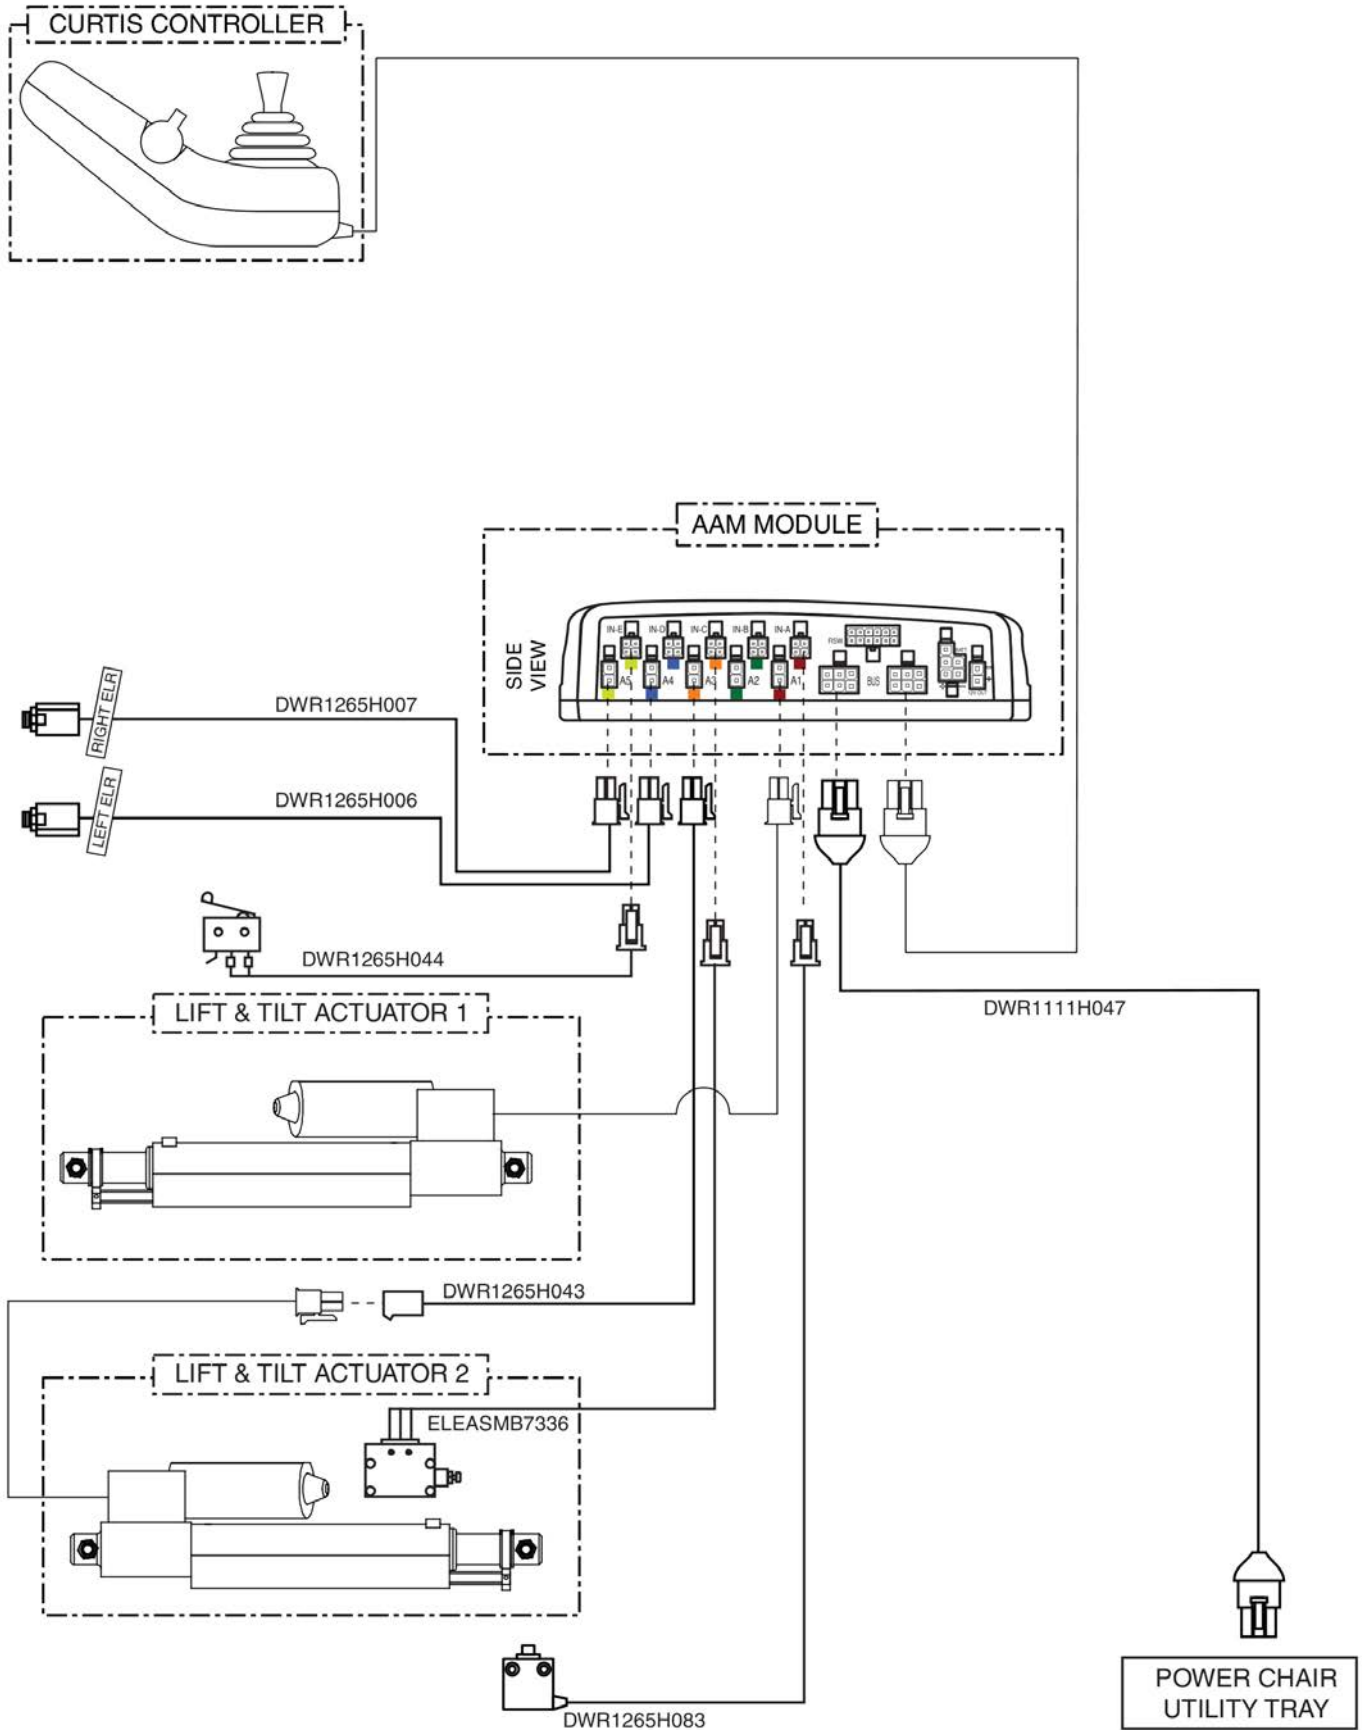 CURTIS CONTROLLER
AAM MODULE
SIDE
VIEW
IN-E
IN-D
IN-C
IN-B
IN-A
A5
A4
A3
A2
A1
BUS
RIGHT ELR
DWR1265H007
LEFT ELR
DWR1265H006
DWR1265H044
DWR1111H047
LIFT & TILT ACTUATOR 1
DWR1265H043
LIFT & TILT ACTUATOR 2
ELEASMB7336
DWR1265H083
POWER CHAIR
UTILITY TRAY